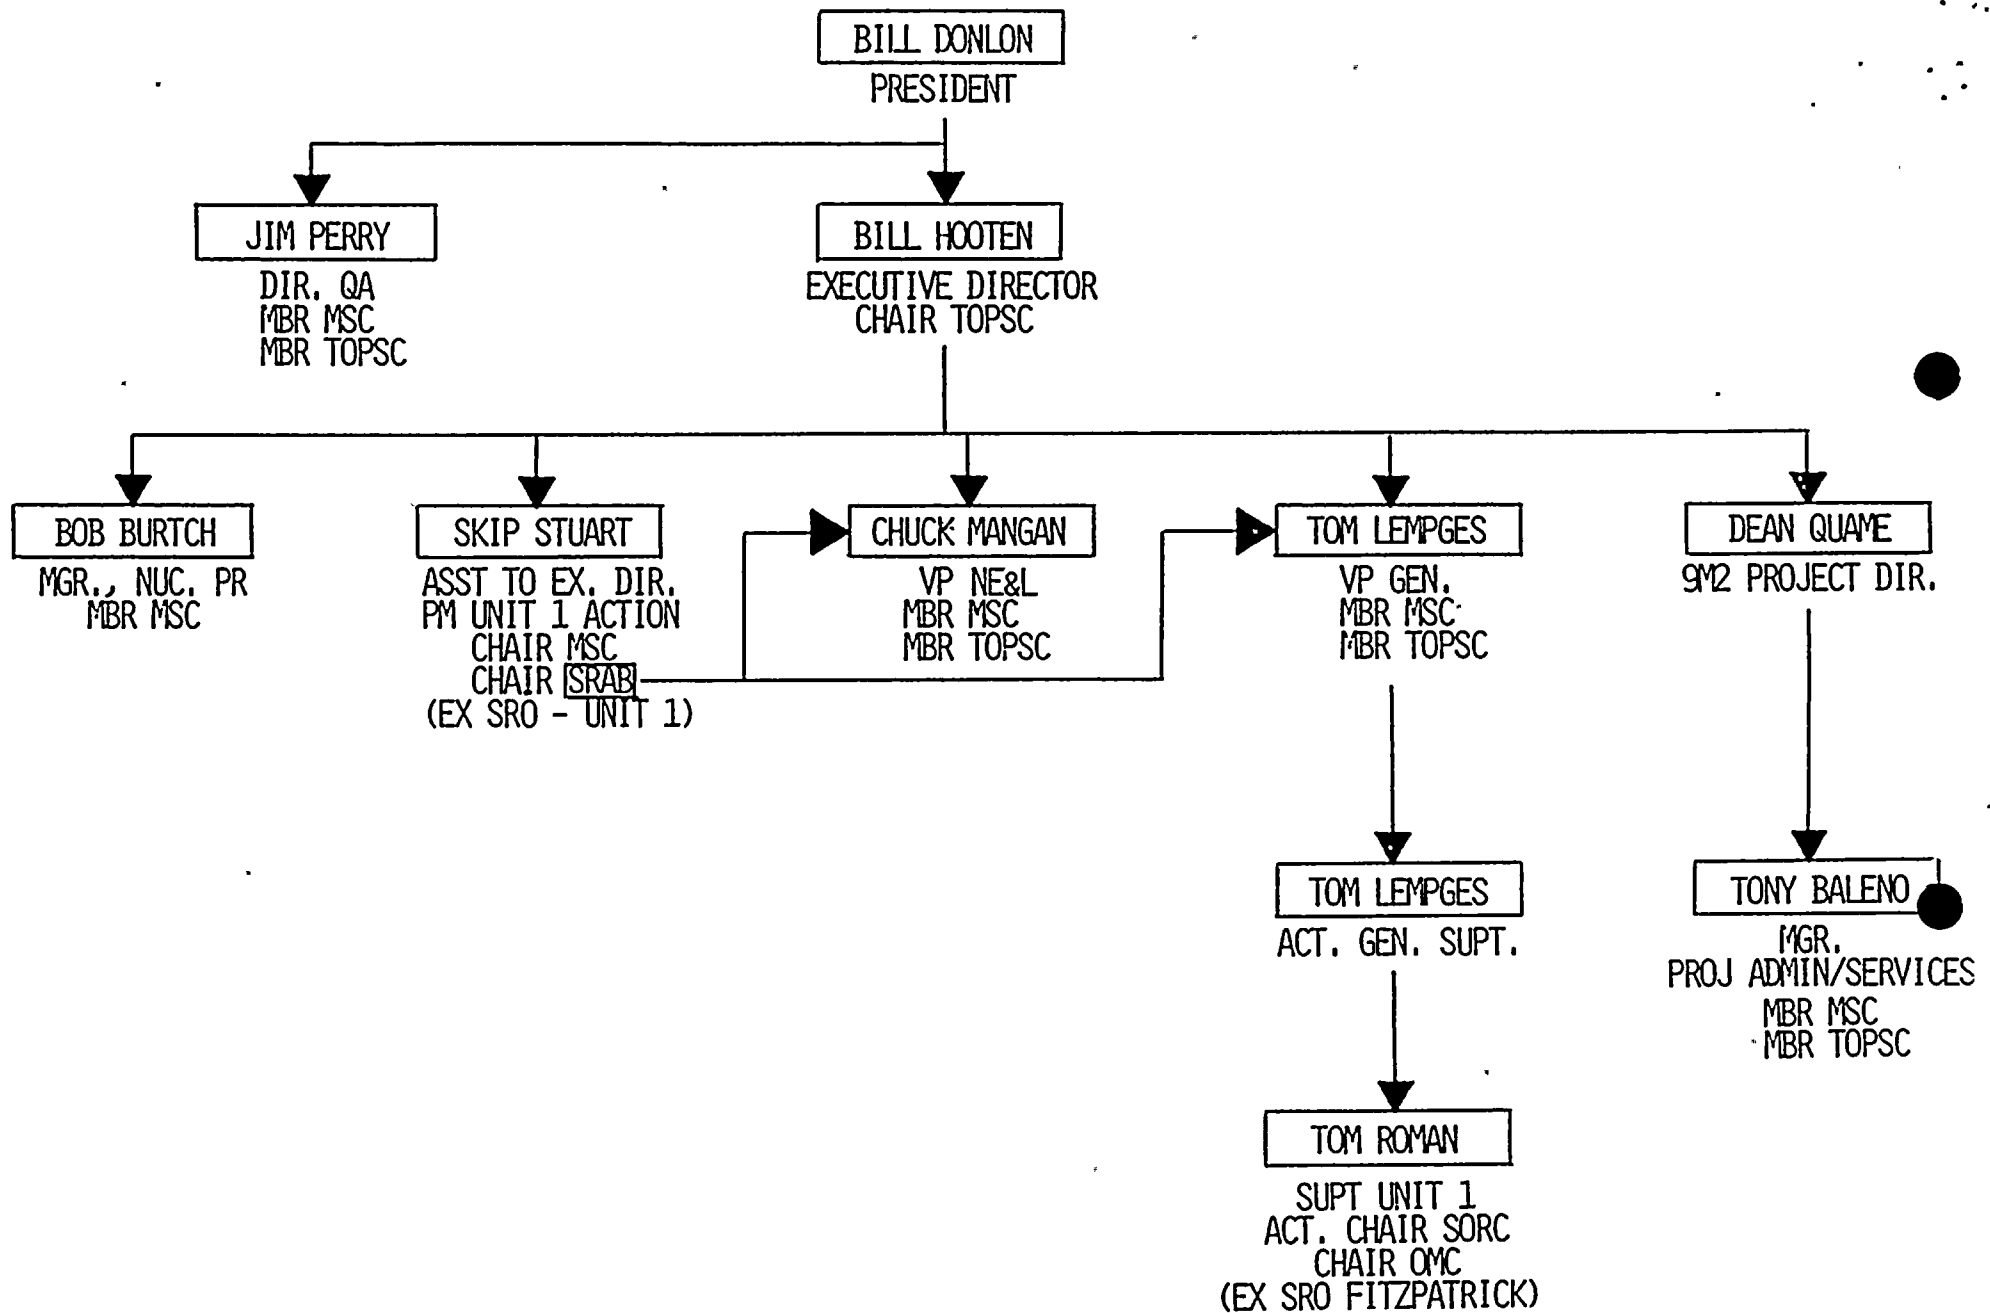 BILL DONLON
PRESIDENT
JIM PERRY
DIR. QA
MBR MSC
MBR TOPSC
BILL HOOTEN
EXECUTIVE DIRECTOR
CHAIR TOPSC
BOB BURTCH
MGR., NUC. PR
MBR MSC
SKIP STUART
ASST TO EX. DIR.
PM UNIT 1 ACTION
CHAIR MSC
CHAIR SRAB
(EX SRO - UNIT 1)
CHUCK MANGAN
VP NE&L
MBR MSC
MBR TOPSC
TOM LEMPGES
VP GEN.
MBR MSC
MBR TOPSC
DEAN QUAME
9M2 PROJECT DIR.
TOM LEMPGES
ACT. GEN. SUPT.
TONY BALENO
MGR.
PROJ ADMIN/SERVICES
MBR MSC
MBR TOPSC
TOM ROMAN
SUPT UNIT 1
ACT. CHAIR SORC
CHAIR OMC
(EX SRO FITZPATRICK)